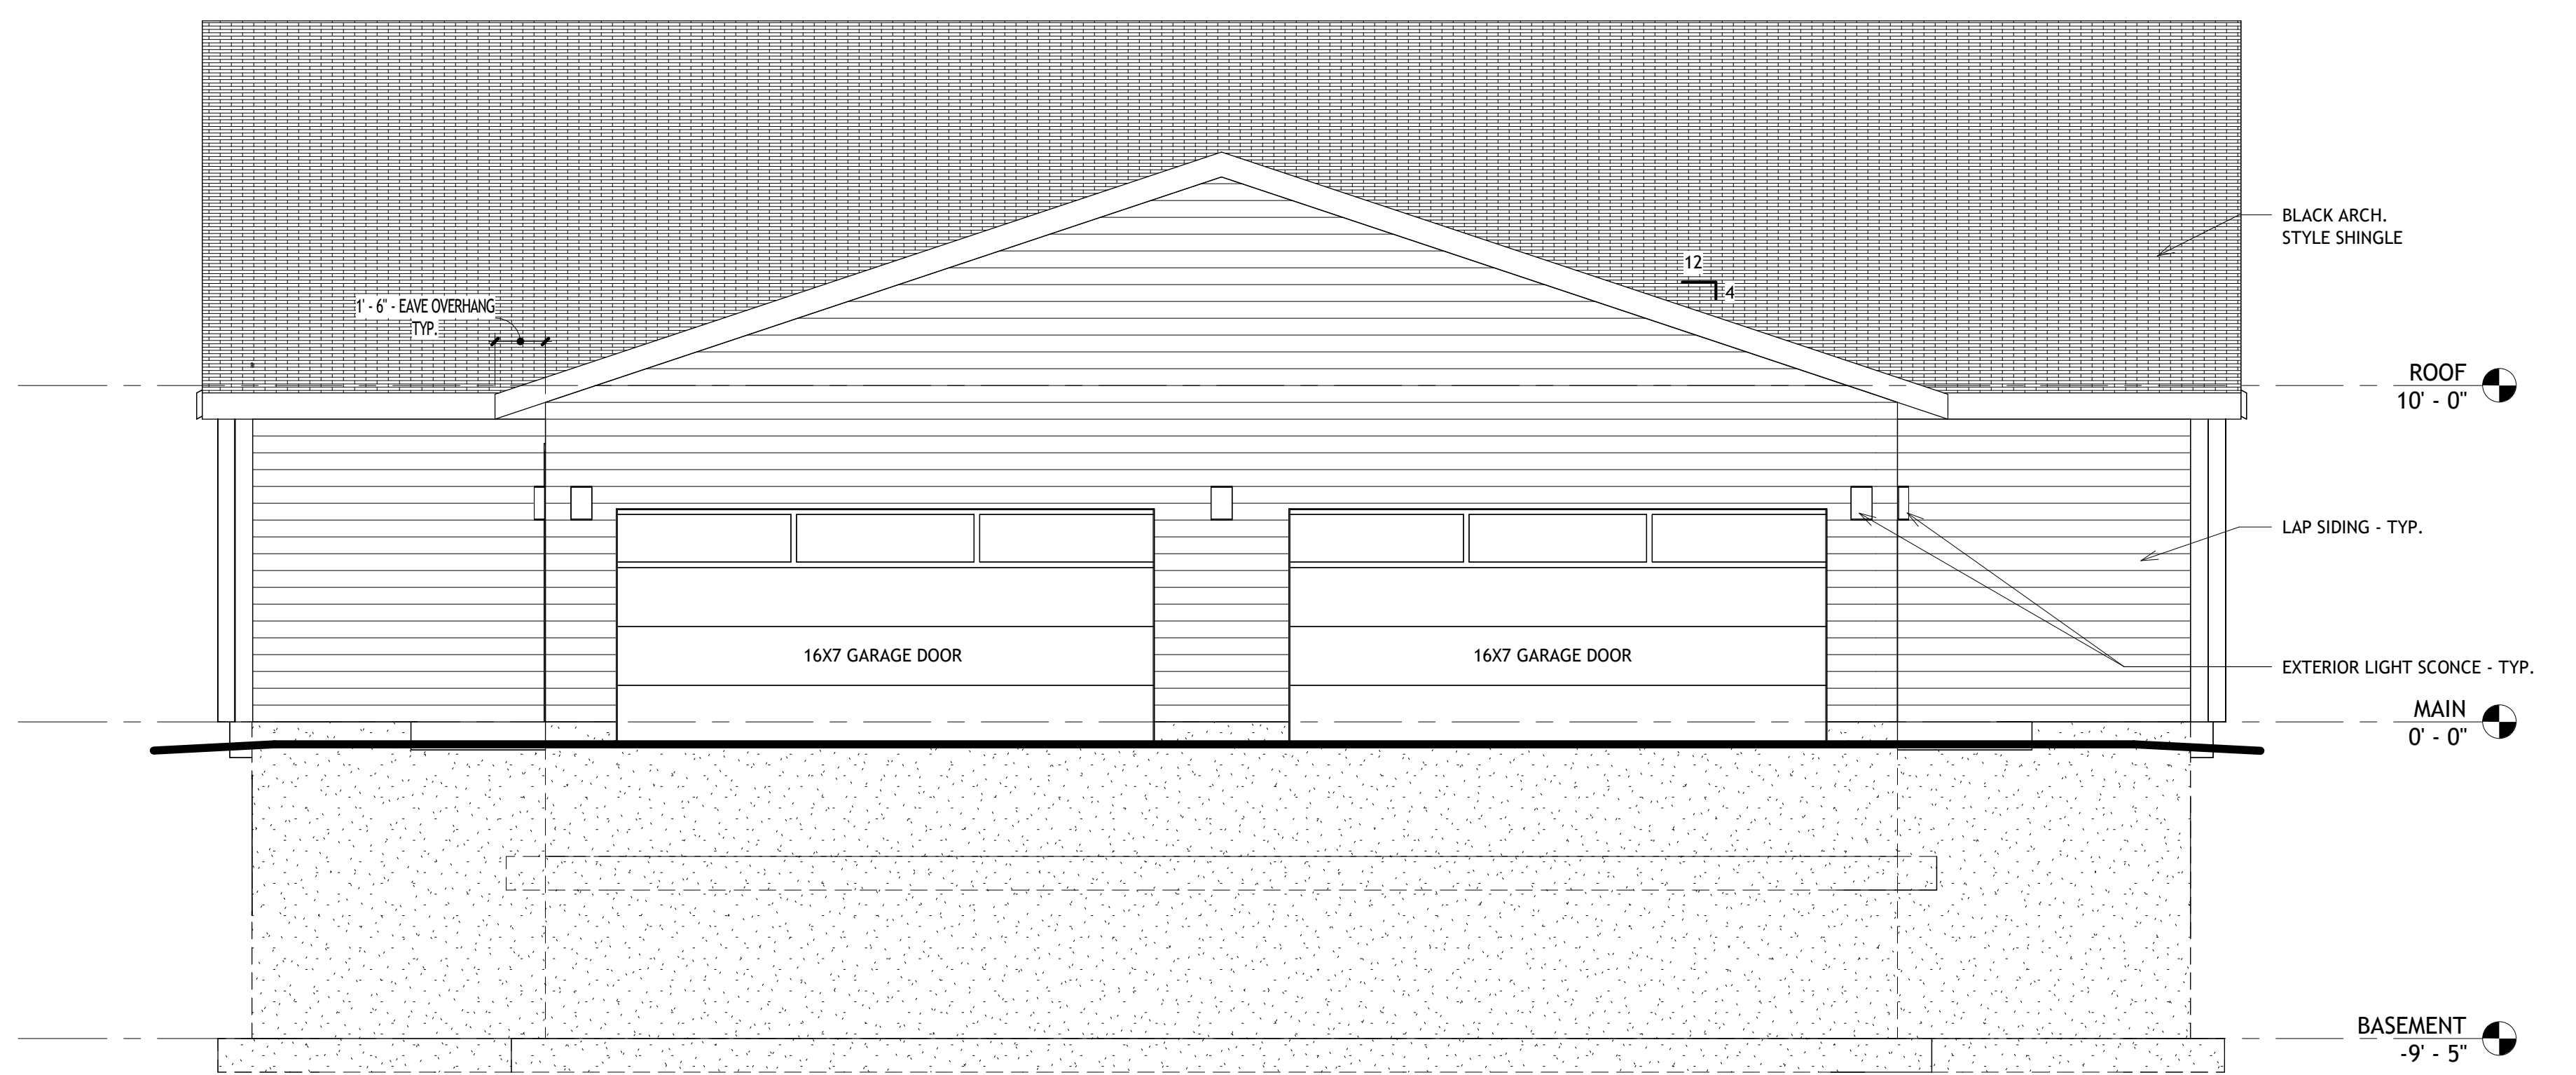 BLACK ARCH.
STYLE SHINGLE
12
4
1' - 6" - EAVE OVERHANG
TYP.
ROOF
10' - 0"
LAP SIDING - TYP.
16X7 GARAGE DOOR
16X7 GARAGE DOOR
EXTERIOR LIGHT SCONCE - TYP.
MAIN
0' - 0"
BASEMENT
-9' - 5"